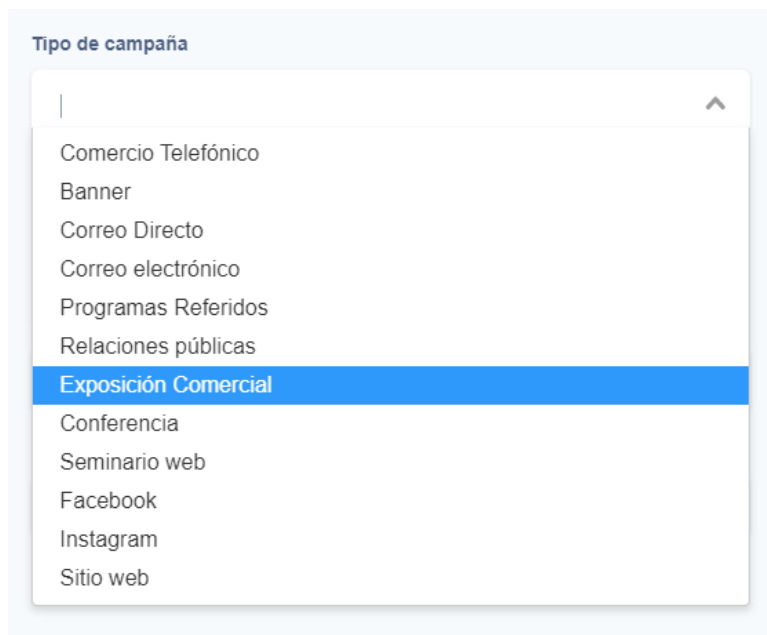 Tipo de campaña
Comercio Telefónico
Banner
Correo Directo
Correo electrónico
Programas Referidos
Relaciones públicas
Exposición Comercial
Conferencia
Seminario web
Facebook
Instagram
Sitio web